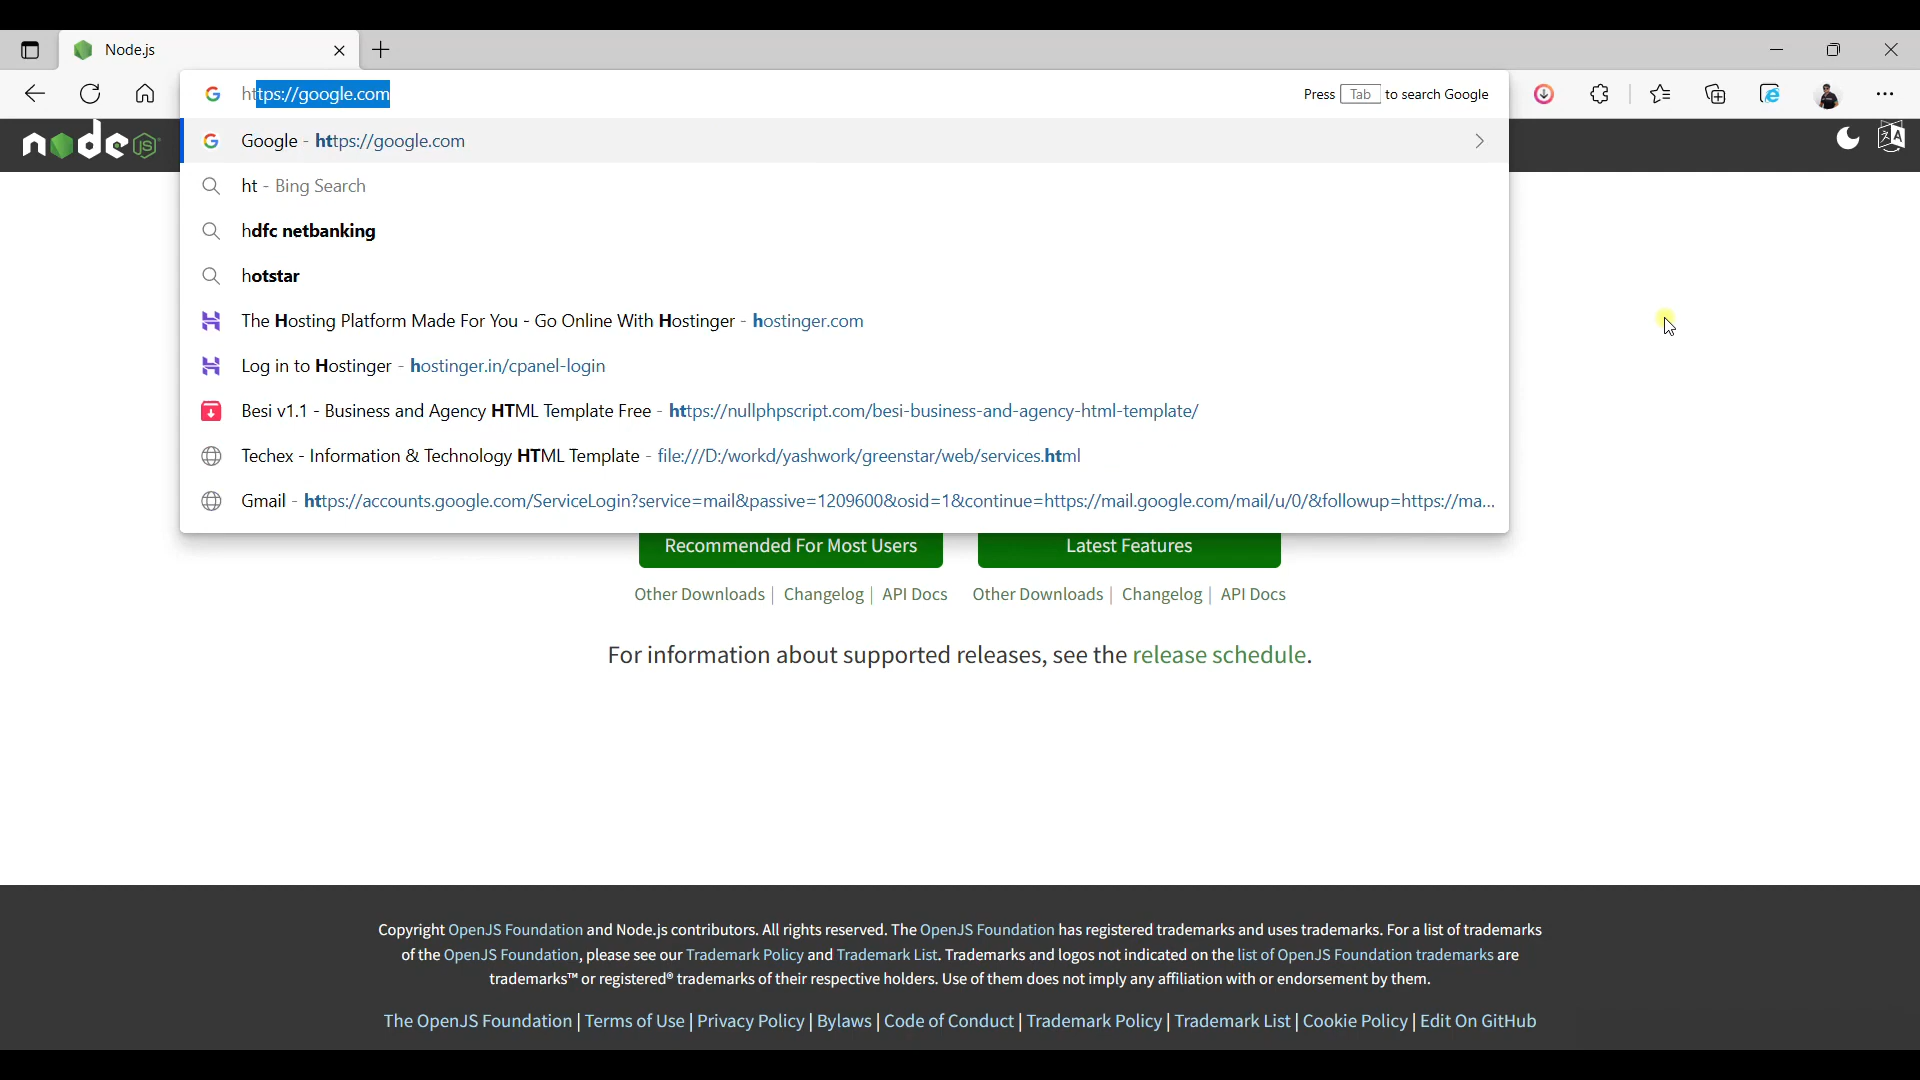 Node.js
https://google.com
Press Tab to search Google
node JS
Google - https://google.com
ht - Bing Search
hdfc netbanking
hotstar
The Hosting Platform Made For You - Go Online With Hostinger - hostinger.com
Log in to Hostinger - hostinger.in/cpanel-login
Besi v1.1 - Business and Agency HTML Template Free - https://nullphpscript.com/besi-business-and-agency-html-template/
Techex - Information & Technology HTML Template - file:///D:/workd/yashwork/greenstar/web/services.html
Gmail - https://accounts.google.com/ServiceLogin?service=mail&passive=1209600&osid=1&continue=https://mail.google.com/mail/u/0/&followup=https://ma...
Recommended For Most Users Latest Features
Other Downloads | Changelog | API Docs Other Downloads | Changelog | API Docs
For information about supported releases, see the release schedule.
Copyright OpenJS Foundation and Node.js contributors. All rights reserved. The OpenJS Foundation has registered trademarks and uses trademarks. For a list of trademarks
of the OpenJS Foundation, please see our Trademark Policy and Trademark List. Trademarks and logos not indicated on the list of OpenJS Foundation trademarks are
trademarks™ or registered® trademarks of their respective holders. Use of them does not imply any affiliation with or endorsement by them.
The OpenJS Foundation | Terms of Use | Privacy Policy | Bylaws | Code of Conduct | Trademark Policy | Trademark List | Cookie Policy | Edit On GitHub